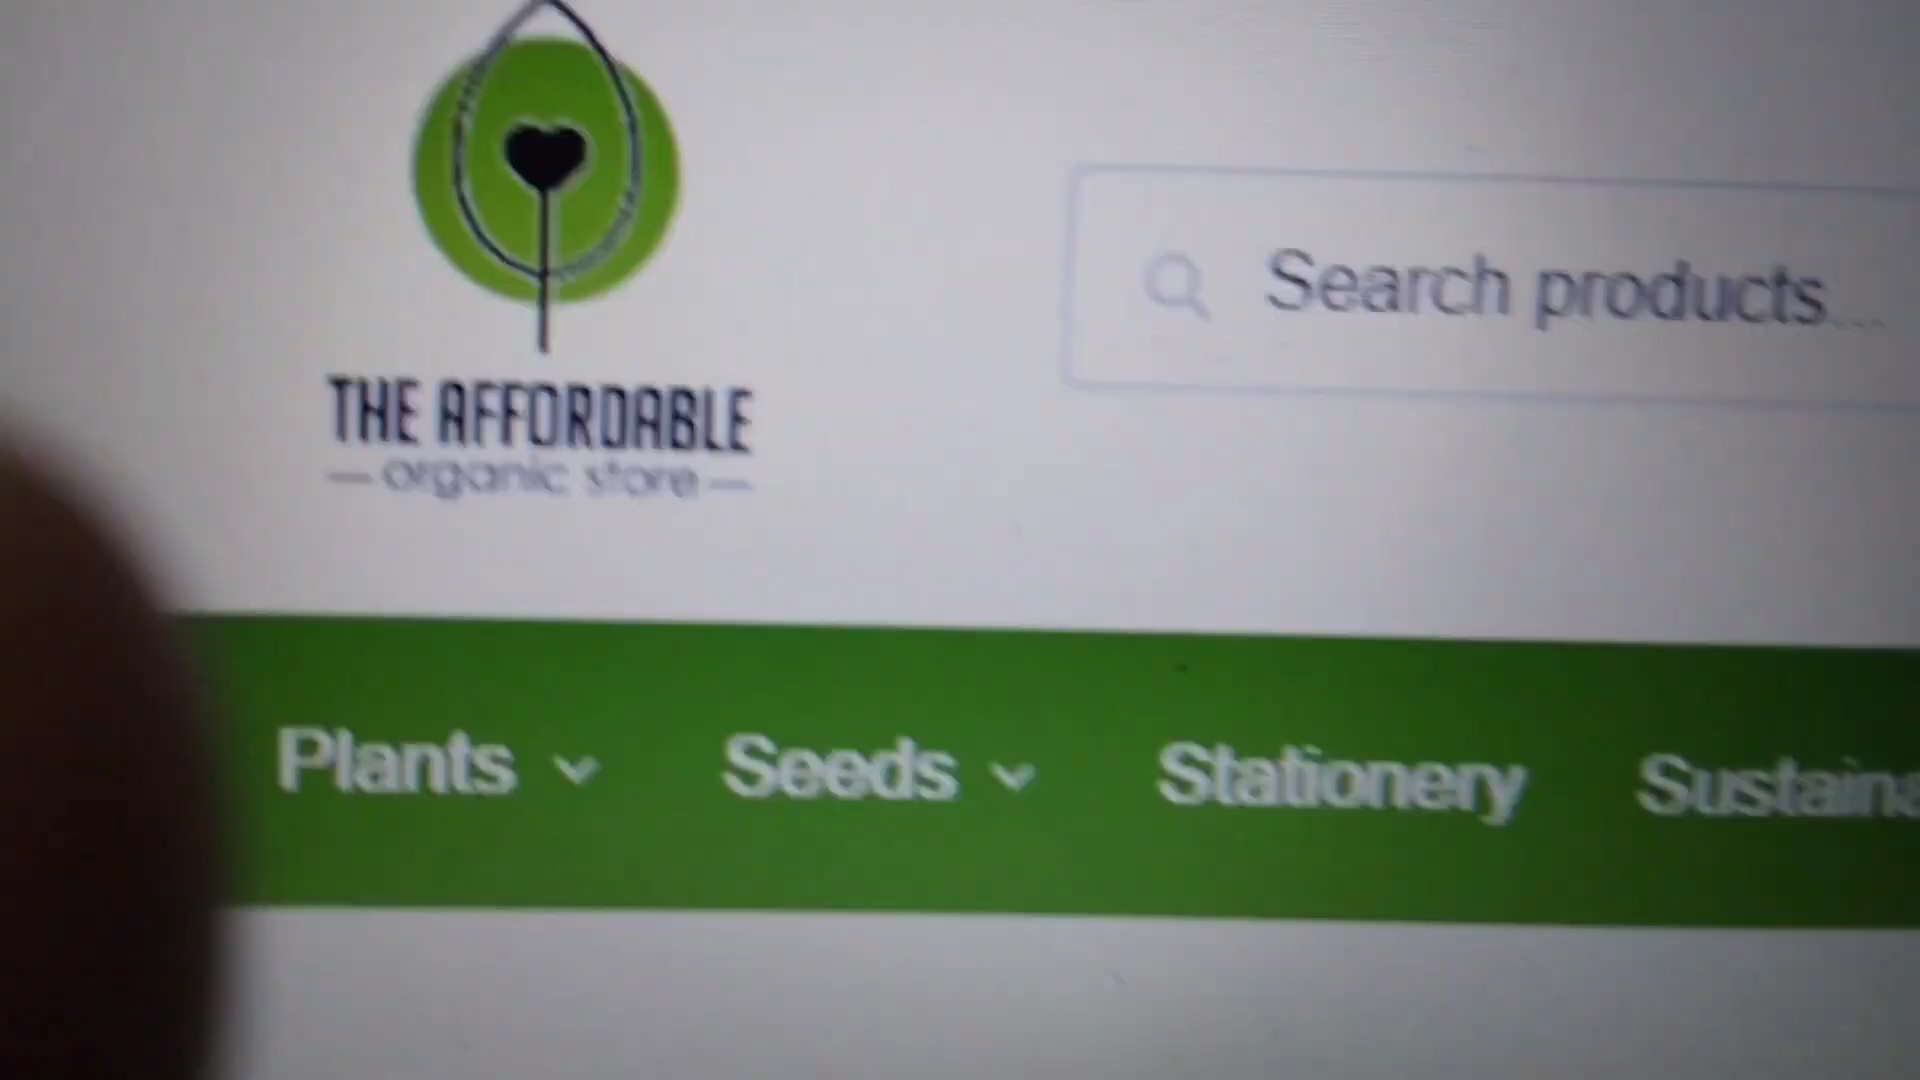 THE AFFORDABLE
— organic store —
Search products...
Plants
Seeds
Stationery